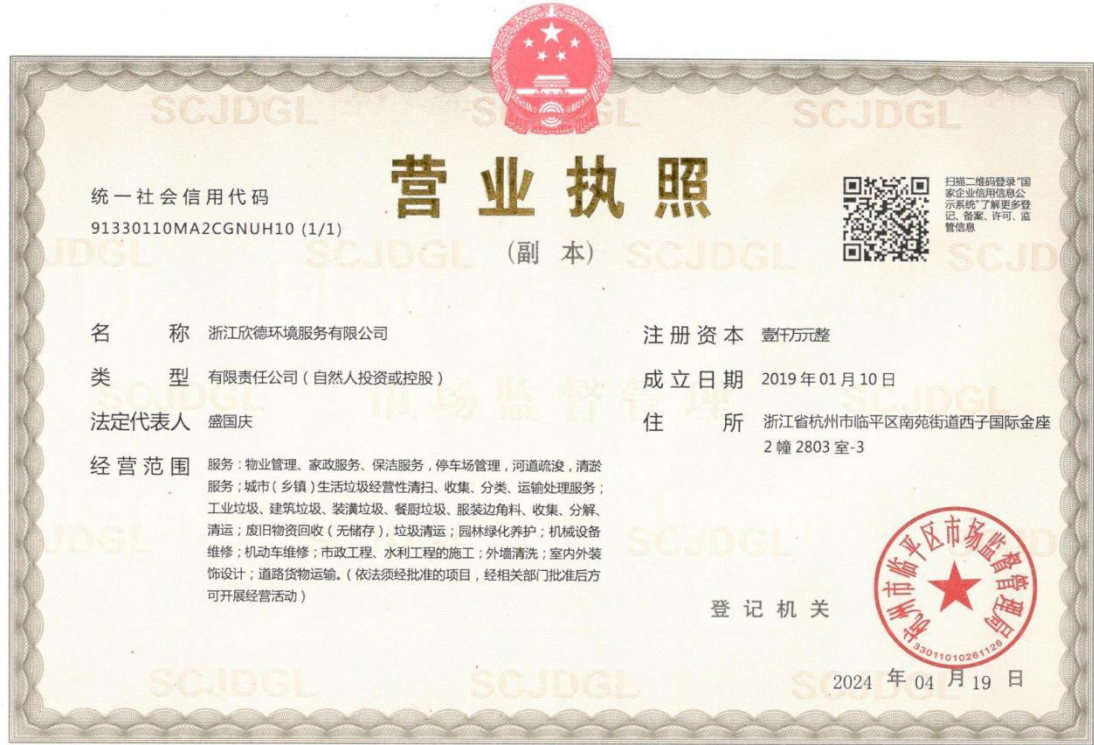 营业执照
(副 本)
统一社会信用代码
91330110MA2CGNUH10 (1/1)
扫描二维码登录“国
家企业信用信息公
示系统”了解更多登
记、备案、许可、监
管信息
名 称 浙江欣德环境服务有限公司
类 型 有限责任公司（自然人投资或控股）
法定代表人 盛国庆
经营范围 服务：物业管理、家政服务、保洁服务，停车场管理，河道疏浚，清淤
服务；城市（乡镇）生活垃圾经营性清扫、收集、分类、运输处理服务；
工业垃圾、建筑垃圾、装潢垃圾、餐厨垃圾、服装边角料、收集、分解、
清运；废旧物资回收（无储存），垃圾清运；园林绿化养护；机械设备
维修；机动车维修；市政工程、水利工程的施工；外墙清洗；室内外装
饰设计；道路货物运输。（依法须经批准的项目，经相关部门批准后方
可开展经营活动）
注册资本 壹仟万元整
成立日期 2019年01月10日
住 所 浙江省杭州市临平区南苑街道西子国际金座
2幢2803室-3
登记机关
杭州市临平区市场监督管理局
33011010261126
2024 年 04 月 19 日
SCJDGL
市场监督管理